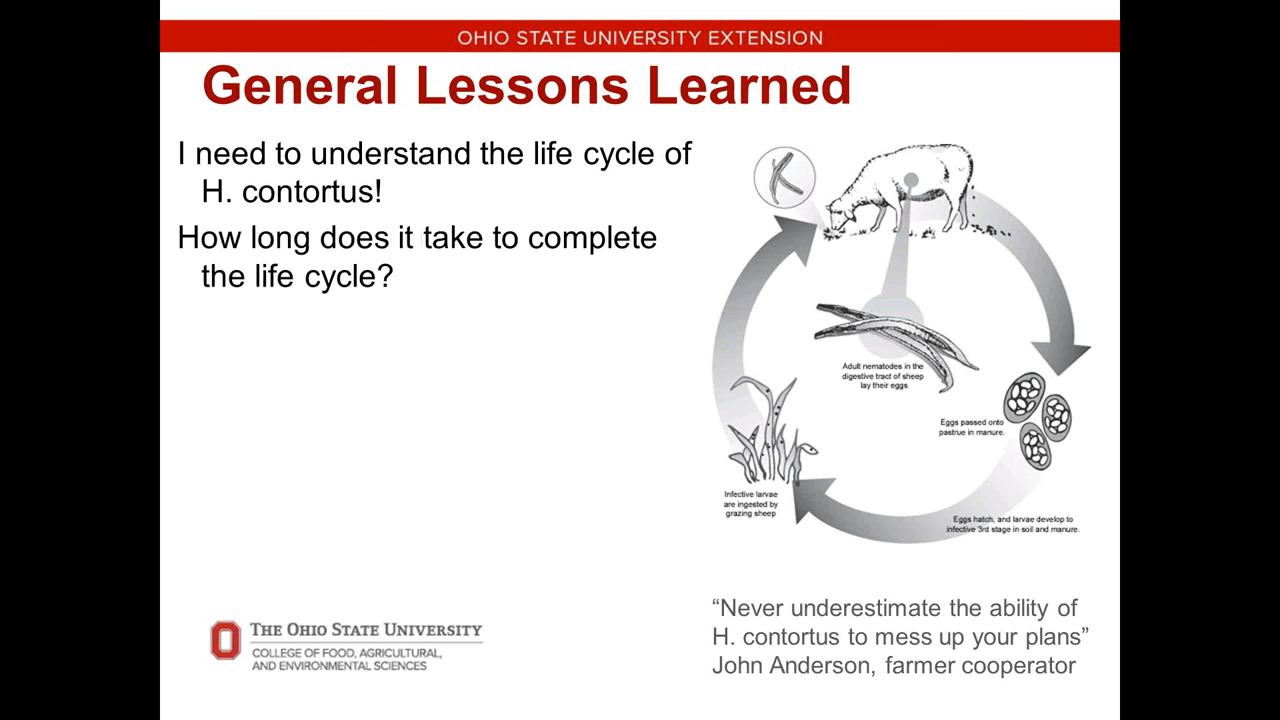 OHIO STATE UNIVERSITY EXTENSION
General Lessons Learned
I need to understand the life cycle of
H. contortus!
How long does it take to complete
the life cycle?
Adult nematodes in the
digestive tract of sheep
lay their eggs
Eggs passed onto
pastrue in manure.
Eggs hatch, and larvae develop to
infective 3rd stage in soil and manure.
Infective larvae
are ingested by
grazing sheep
“Never underestimate the ability of
H. contortus to mess up your plans”
John Anderson, farmer cooperator
THE OHIO STATE UNIVERSITY
COLLEGE OF FOOD, AGRICULTURAL,
AND ENVIRONMENTAL SCIENCES